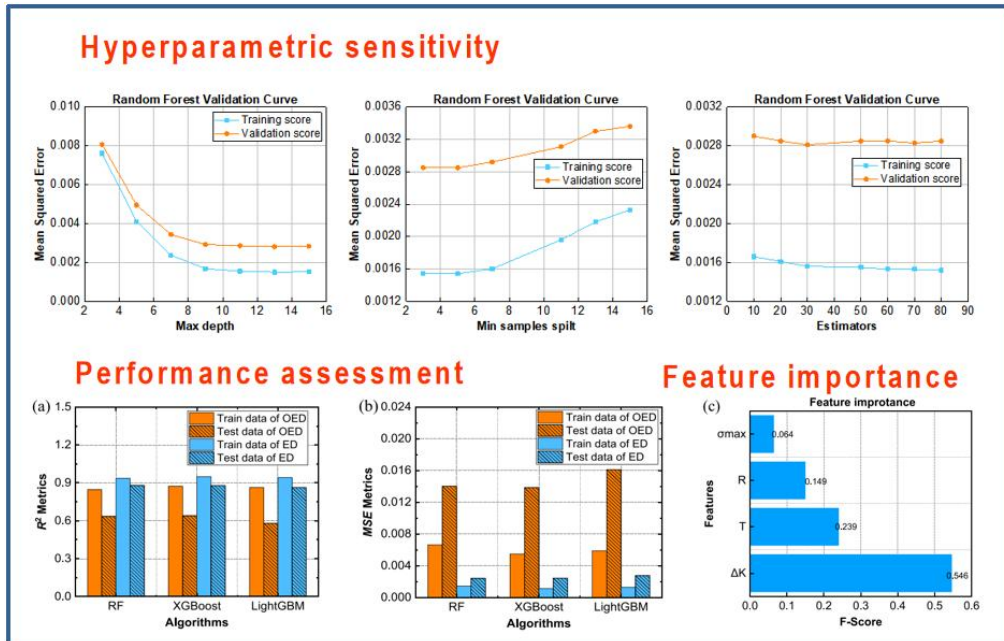 Hyperparametric sensitivity
Random Forest Validation Curve
Training score
Validation score
Mean Squared Error
0.010
0.008
0.006
0.004
0.002
0.000
2 4 6 8 10 12 14 16
Max depth
Random Forest Validation Curve
Training score
Validation score
Mean Squared Error
0.0036
0.0032
0.0028
0.0024
0.0020
0.0016
0.0012
2 4 6 8 10 12 14 16
Min samples spilt
Random Forest Validation Curve
Training score
Validation score
Mean Squared Error
0.0032
0.0028
0.0024
0.0020
0.0016
0.0012
0 10 20 30 40 50 60 70 80 90
Estimators
Performance assessment
Feature importance
(a)
Train data of OED
Test data of OED
Train data of ED
Test data of ED
R² Metrics
1.5
1.2
0.9
0.6
0.3
0.0
RF XGBoost LightGBM
Algorithms
(b)
Train data of OED
Test data of OED
Train data of ED
Test data of ED
MSE Metrics
0.024
0.020
0.016
0.012
0.008
0.004
0.000
RF XGBoost LightGBM
Algorithms
(c)
Feature improtance
Features
σmax 0.064
R 0.149
T 0.239
ΔK 0.546
0.0 0.1 0.2 0.3 0.4 0.5 0.6
F-Score